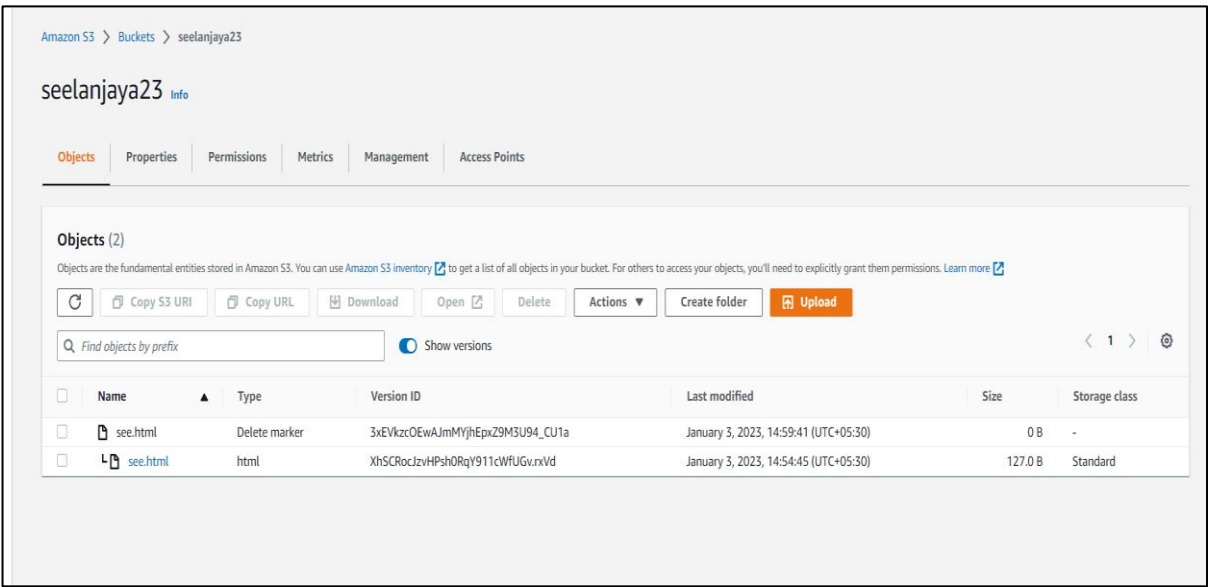 Amazon S3 > Buckets > seelanjaya23
seelanjaya23 Info
Objects Properties Permissions Metrics Management Access Points
Objects (2)
Objects are the fundamental entities stored in Amazon S3. You can use Amazon S3 inventory to get a list of all objects in your bucket. For others to access your objects, you'll need to explicitly grant them permissions. Learn more
Copy S3 URI Copy URL Download Open Delete Actions ▼ Create folder Upload
Find objects by prefix Show versions < 1 >
Name ▲ Type Version ID Last modified Size Storage class
see.html Delete marker 3xEVkzcOEwAJmMYjhEpxZ9M3U94_CU1a January 3, 2023, 14:59:41 (UTC+05:30) 0 B -
see.html html XhSCRocJzvHPsh0RqY911cWfUGv.rxVd January 3, 2023, 14:54:45 (UTC+05:30) 127.0 B Standard